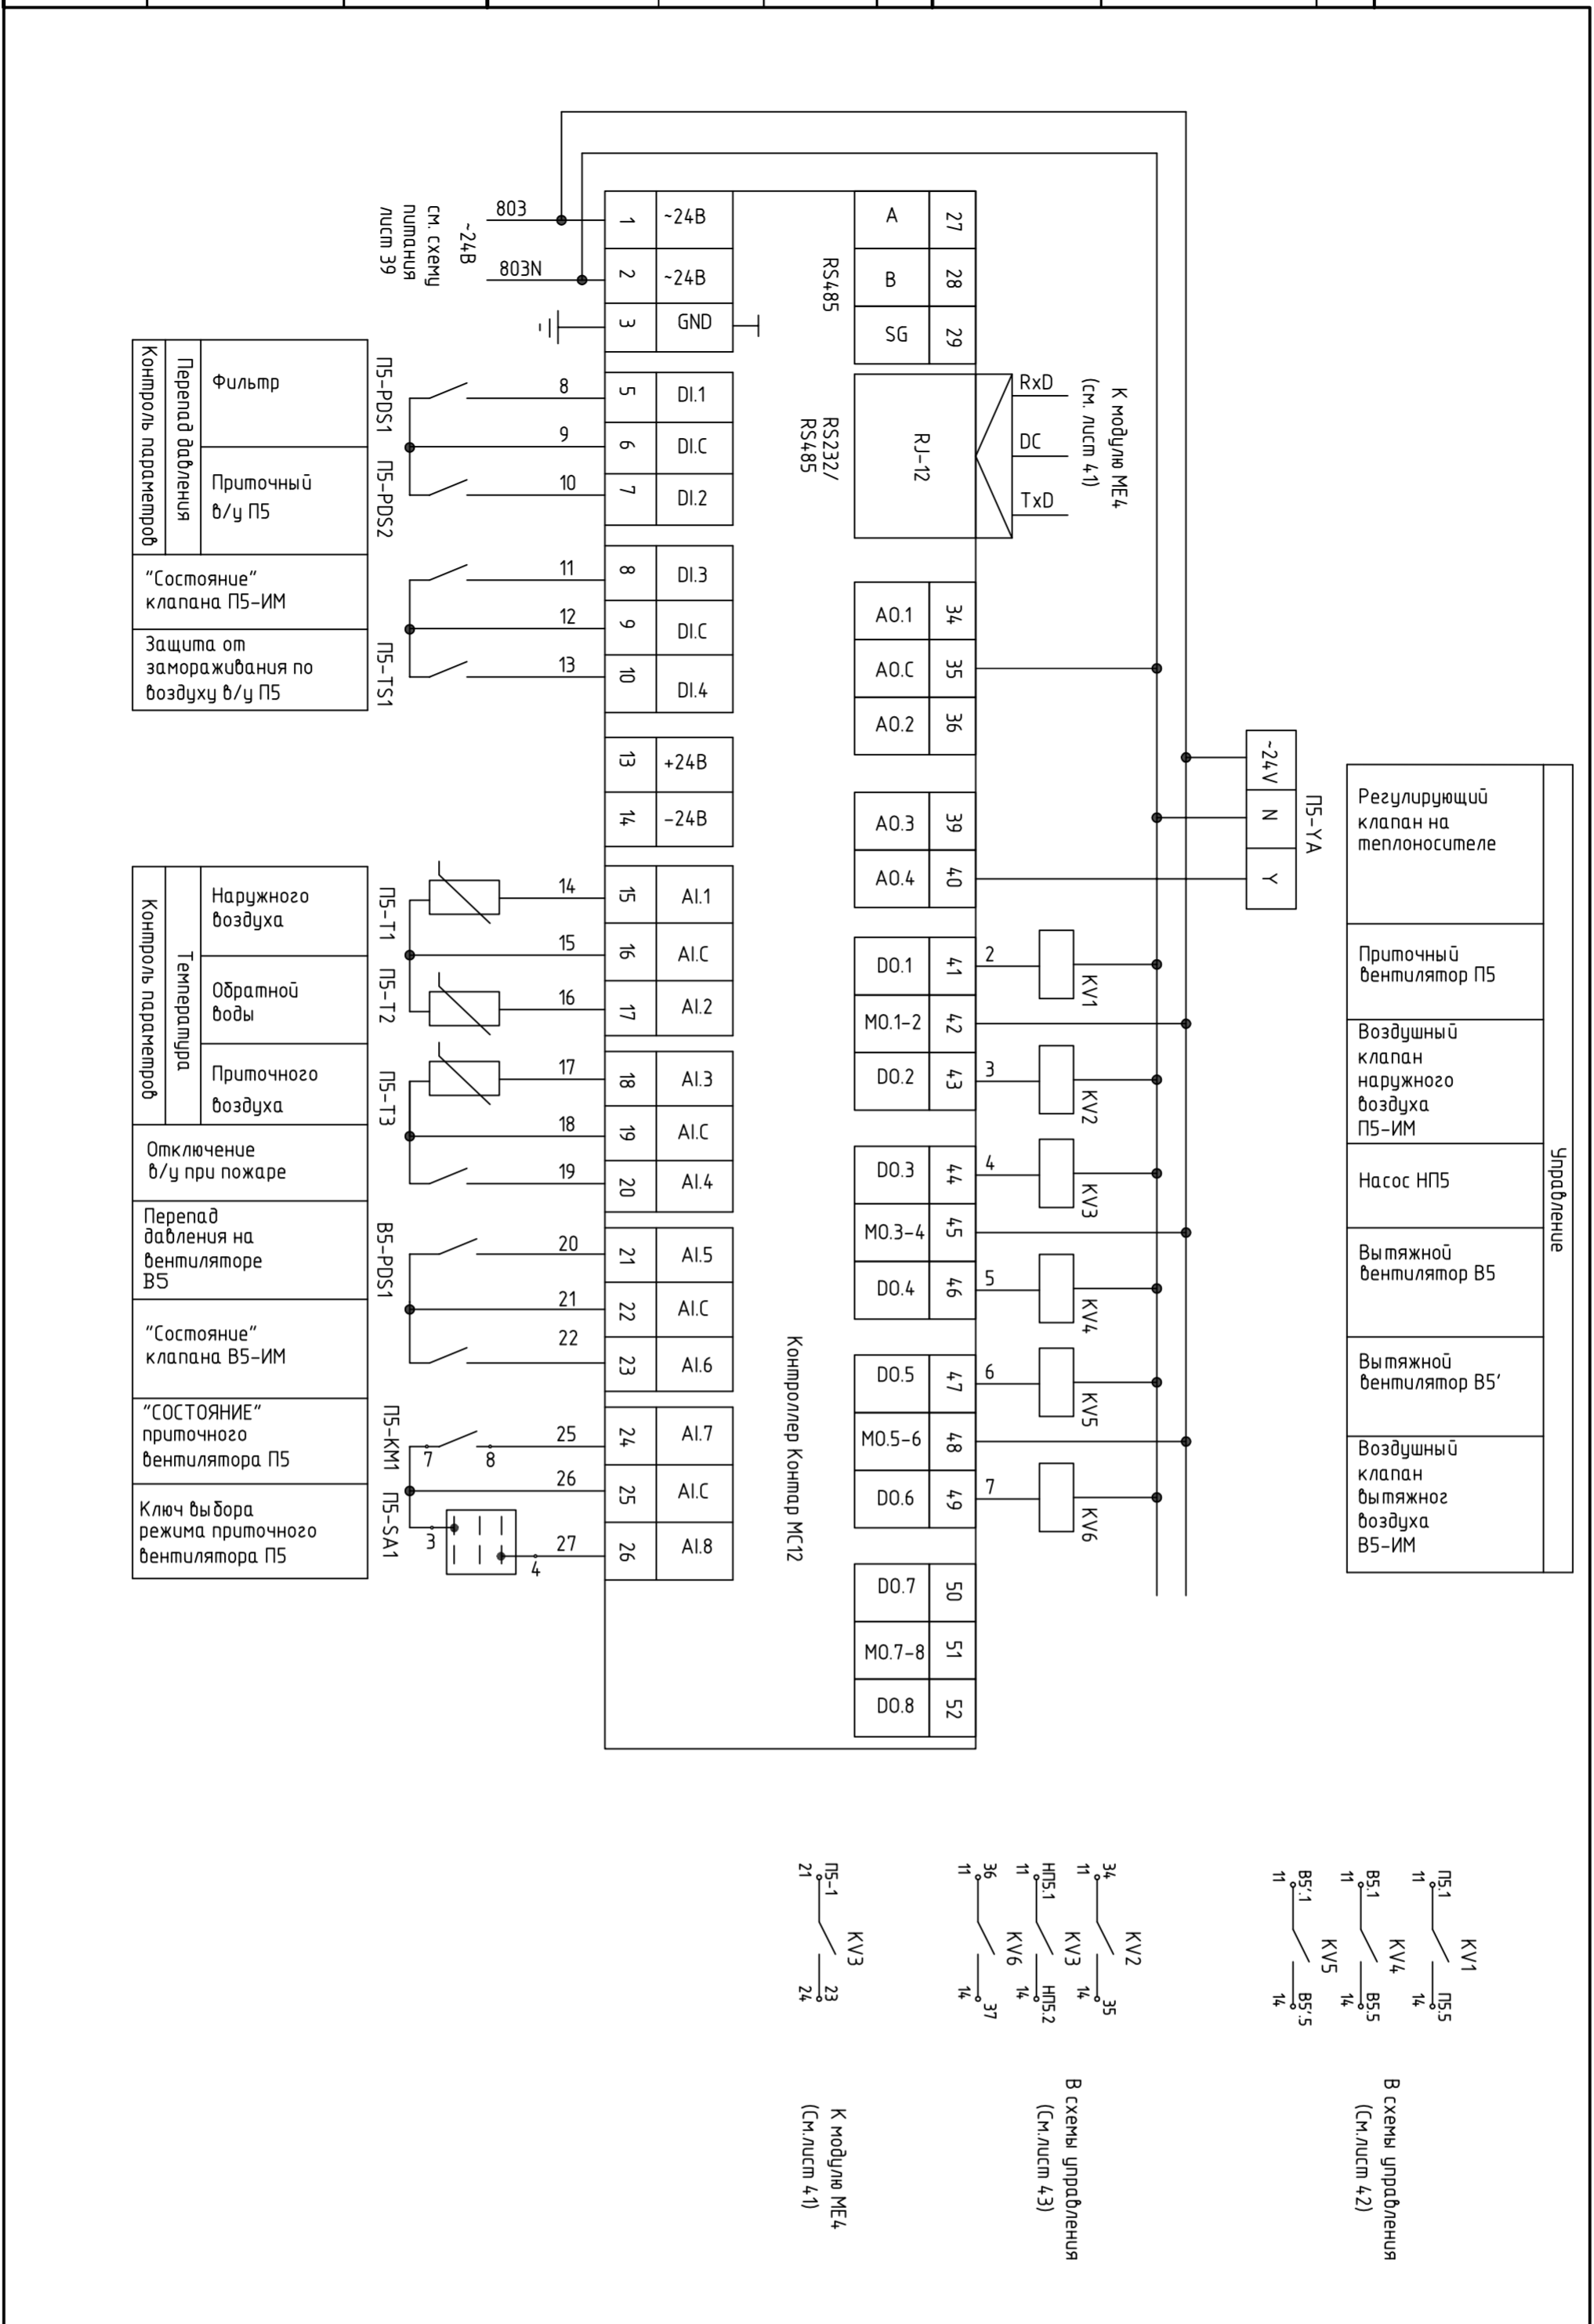 803
803N
~24В
см. схему
питания
лист 39
1
~24В
2
~24В
3
GND
8
5
DI.1
9
6
DI.C
10
7
DI.2
11
8
DI.3
12
9
DI.C
13
10
DI.4
13
+24В
14
-24В
14
15
AI.1
15
16
AI.C
16
17
AI.2
17
18
AI.3
18
19
AI.C
19
20
AI.4
20
21
AI.5
21
22
AI.C
22
23
AI.6
25
24
AI.7
7
8
26
25
AI.C
27
26
AI.8
3
4
П5-PDS1
П5-PDS2
П5-TS1
П5-Т1
П5-Т2
П5-Т3
В5-PDS1
П5-КМ1
П5-SA1
Контроль параметров
Перепад давления
Фильтр
Приточный
в/у П5
"Состояние"
клапана П5-ИМ
Защита от
замораживания по
воздуху в/у П5
Контроль параметров
Температура
Наружного
воздуха
Обратной
воды
Приточного
воздуха
Отключение
в/у при пожаре
Перепад
давления на
вентиляторе
В5
"Состояние"
клапана В5-ИМ
"СОСТОЯНИЕ"
приточного
вентилятора П5
Ключ выбора
режима приточного
вентилятора П5
Контроллер Контар МС12
RS485
A
27
B
28
SG
29
RS232/
RS485
RJ-12
RxD
DC
TxD
К модулю МЕ4
(см. лист 41)
AO.1
34
AO.C
35
AO.2
36
AO.3
39
AO.4
40
DO.1
41
2
KV1
MO.1-2
42
DO.2
43
3
KV2
DO.3
44
4
KV3
MO.3-4
45
DO.4
46
5
KV4
DO.5
47
6
KV5
MO.5-6
48
DO.6
49
7
KV6
DO.7
50
MO.7-8
51
DO.8
52
~24V
N
Y
П5-YA
Управление
Регулирующий
клапан на
теплоносителе
Приточный
вентилятор П5
Воздушный
клапан
наружного
воздуха
П5-ИМ
Насос НП5
Вытяжной
вентилятор В5
Вытяжной
вентилятор В5'
Воздушный
клапан
вытяжног
воздуха
В5-ИМ
KV1
П5.1
11
П5.5
14
KV4
В5.1
11
В5.5
14
KV5
В5'.1
11
В5'.5
14
В схемы управления
(См.лист 42)
KV2
34
11
35
14
KV3
НП5.1
11
НП5.2
14
KV6
36
11
37
14
В схемы управления
(См.лист 43)
KV3
П5-1
21
23
24
К модулю МЕ4
(См.лист 41)